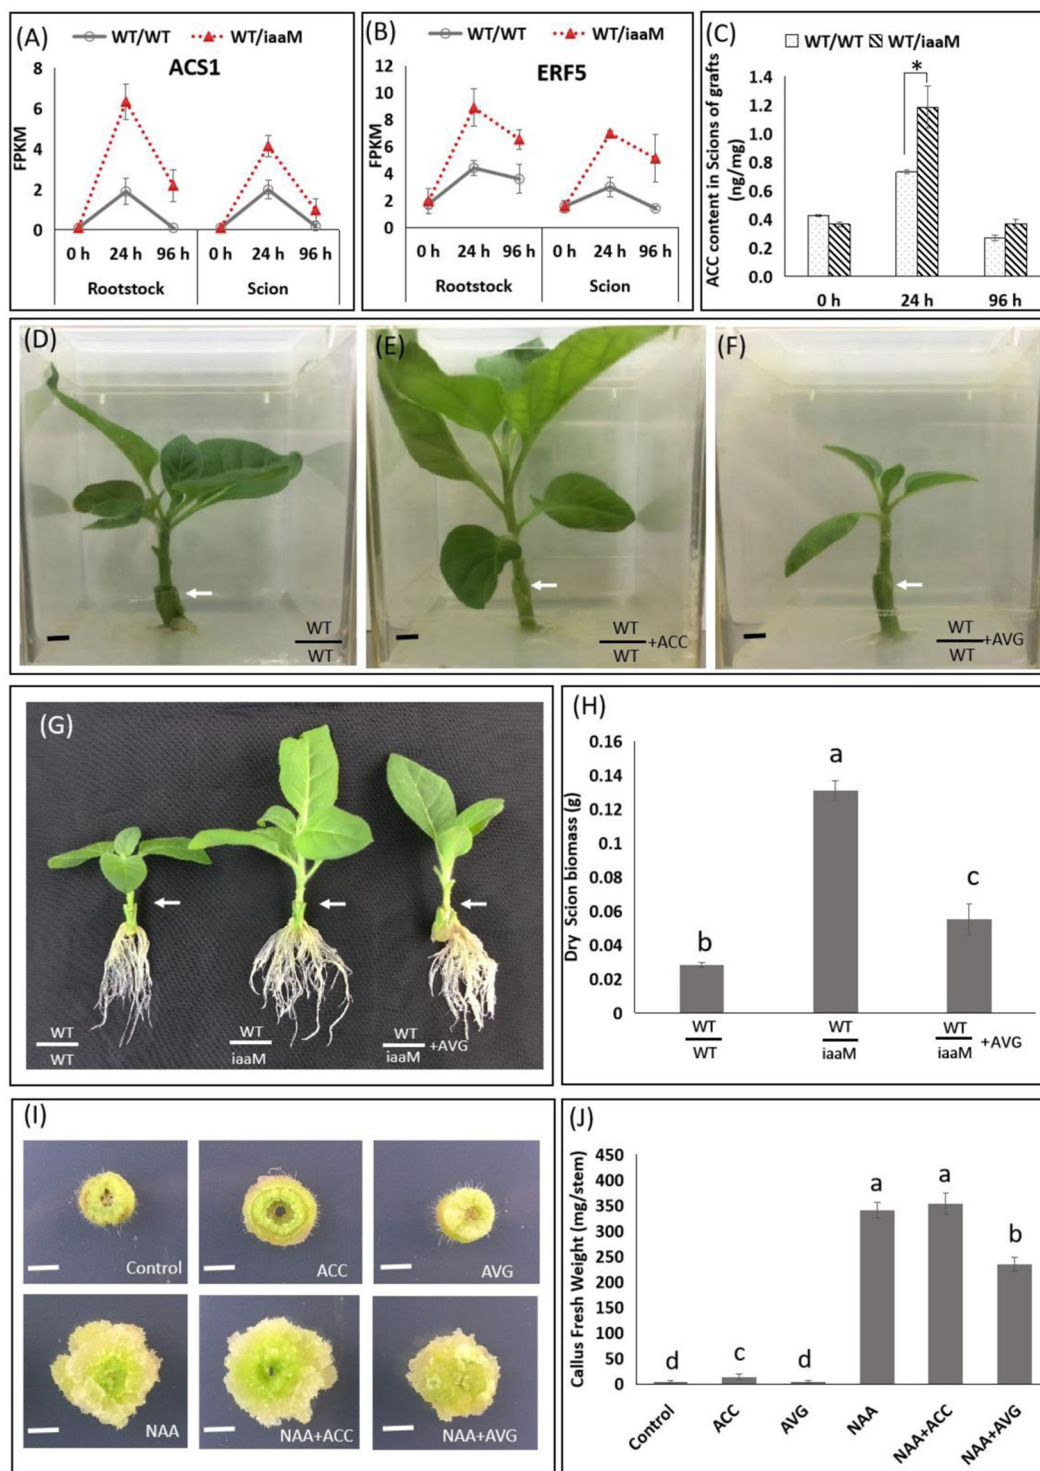 (A)
WT/WT WT/iaaM
ACS1
FPKM
8
6
4
2
0
0 h 24 h 96 h 0 h 24 h 96 h
Rootstock Scion
(B)
WT/WT WT/iaaM
ERF5
FPKM
12
10
8
6
4
2
0
0 h 24 h 96 h 0 h 24 h 96 h
Rootstock Scion
(C)
WT/WT WT/iaaM
ACC content in Scions of grafts
(ng/mg)
1.4
1.2
1.0
0.8
0.6
0.4
0.2
0.0
*
0 h 24 h 96 h
(D)
WT
WT
(E)
WT
WT
+ACC
(F)
WT
WT
+AVG
(G)
WT
WT
WT
iaaM
WT
iaaM
+AVG
(H)
Dry Scion biomass (g)
0.16
0.14
0.12
0.1
0.08
0.06
0.04
0.02
0
b
a
c
WT
WT
WT
iaaM
WT
iaaM
+AVG
(I)
Control
ACC
AVG
NAA
NAA+ACC
NAA+AVG
(J)
Callus Fresh Weight (mg/stem)
450
400
350
300
250
200
150
100
50
0
d c d a a b
Control
ACC
AVG
NAA
NAA+ACC
NAA+AVG